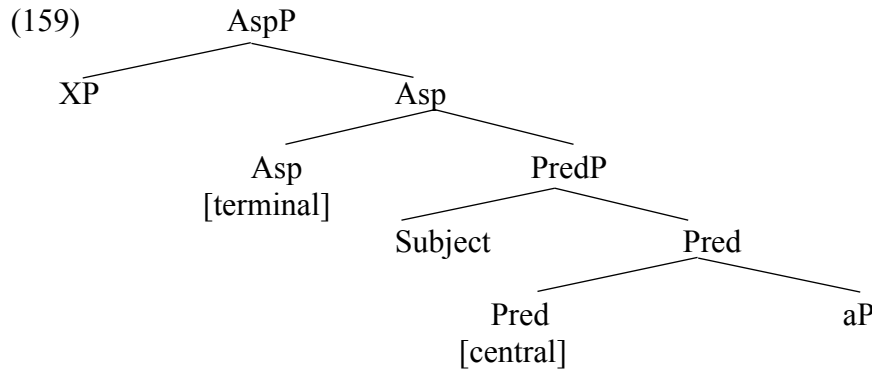 (159) AspP
XP Asp
Asp PredP
[terminal]
Subject Pred
Pred aP
[central]